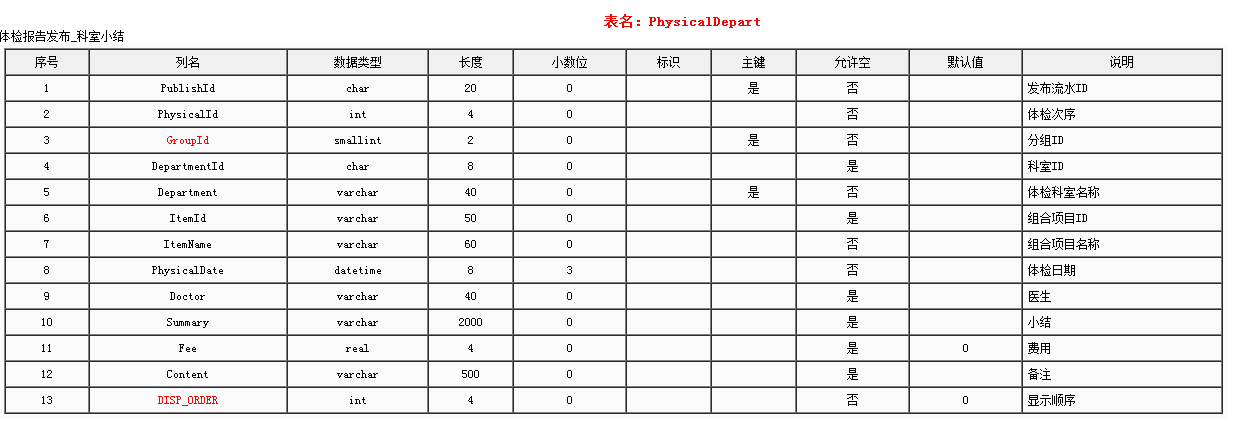 表名：PhysicalDepart
体检报告发布_科室小结
序号 列名 数据类型 长度 小数位 标识 主键 允许空 默认值 说明
1 PublishId char 20 0 是 否 发布流水ID
2 PhysicalId int 4 0 否 体检次序
3 GroupId smallint 2 0 是 否 分组ID
4 DepartmentId char 8 0 是 科室ID
5 Department varchar 40 0 是 否 体检科室名称
6 ItemId varchar 50 0 是 组合项目ID
7 ItemName varchar 60 0 否 组合项目名称
8 PhysicalDate datetime 8 3 否 体检日期
9 Doctor varchar 40 0 是 医生
10 Summary varchar 2000 0 是 小结
11 Fee real 4 0 是 0 费用
12 Content varchar 500 0 是 备注
13 DISP_ORDER int 4 0 否 0 显示顺序